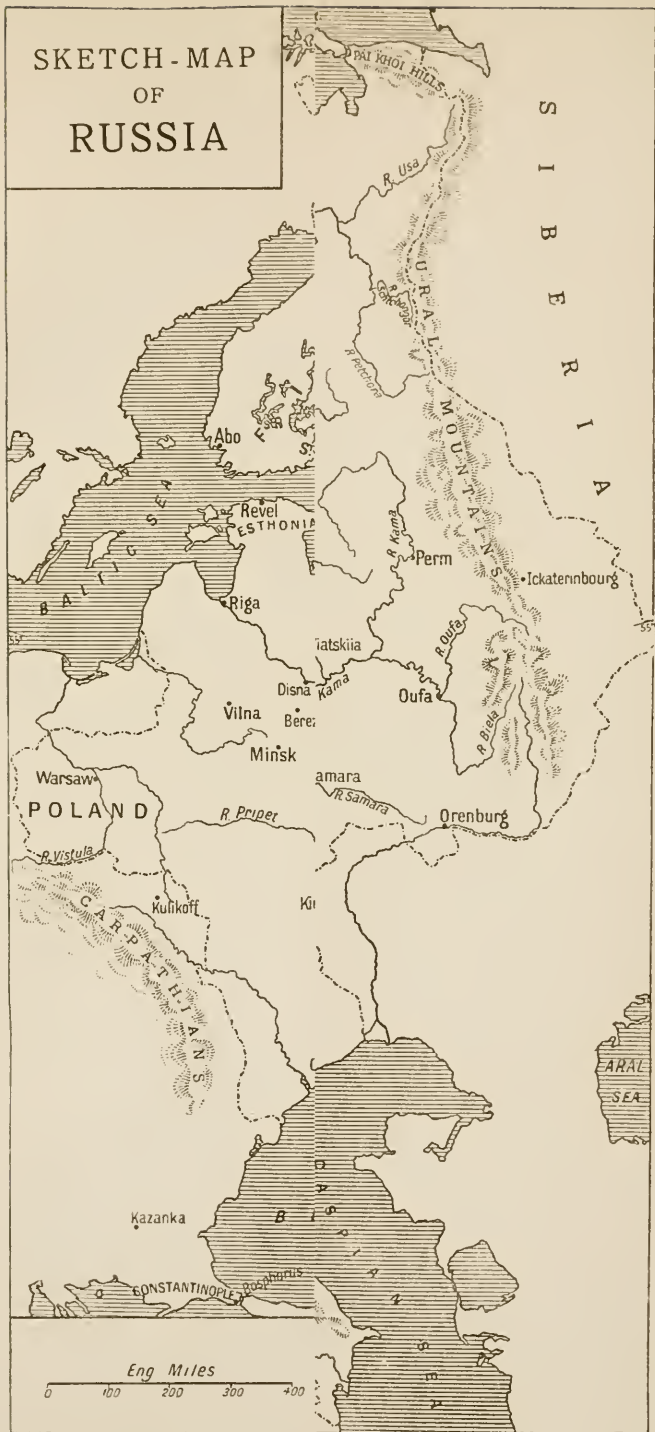 SKETCH-MAP
OF
RUSSIA
PAI KHOI HILLS
SIBERIA
R. Usa
URAL MOUNTAINS
R. Petchora
Abo
Revel
ESTHONIA
BALTIC SEA
R. Kama
Perm
Ickaterinbourg
Riga
55°
55°
R. Oufa
Disna
Kama
Oufa
Vilna
Berez
R. Biela
Minsk
Warsaw
amara
R. Samara
POLAND
R. Pripet
Orenburg
R. Vistula
Kulikoff
CARPATHIANS
ARAL
SEA
CASPIAN SEA
B
Kazanka
CONSTANTINOPLE
Bosphorus
Eng Miles
0 100 200 300 400